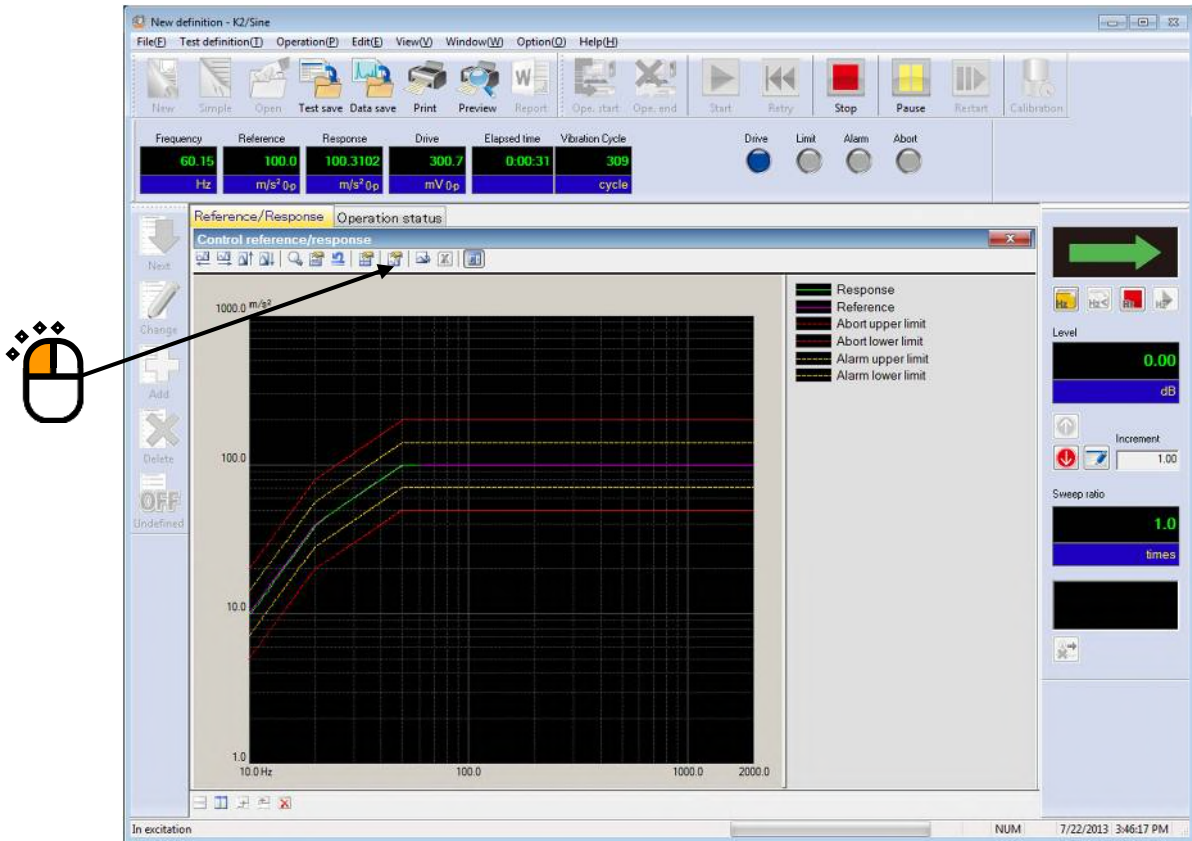 New definition - K2/Sine
File(F) Test definition(T) Operation(P) Edit(E) View(V) Window(W) Option(O) Help(H)
New Simple Open Test save Data save Print Preview Report Ope. start Ope. end Start Retry Stop Pause Restart Calibration
Frequency Reference Response Drive Elapsed time Vibration Cycle Drive Limit Alarm Abort
60.15 100.0 100.3102 300.7 0:00:31 309
Hz m/s² 0-p m/s² 0-p mV 0-p cycle
Reference/Response Operation status
Control reference/response
Next
Change
Add
Delete
OFF
Undefined
1000.0 m/s²
100.0
10.0
1.0
10.0 Hz 100.0 1000.0 2000.0
Response
Reference
Abort upper limit
Abort lower limit
Alarm upper limit
Alarm lower limit
Level
0.00
dB
Increment
1.00
Sweep ratio
1.0
times
In excitation NUM 7/22/2013 3:46:17 PM